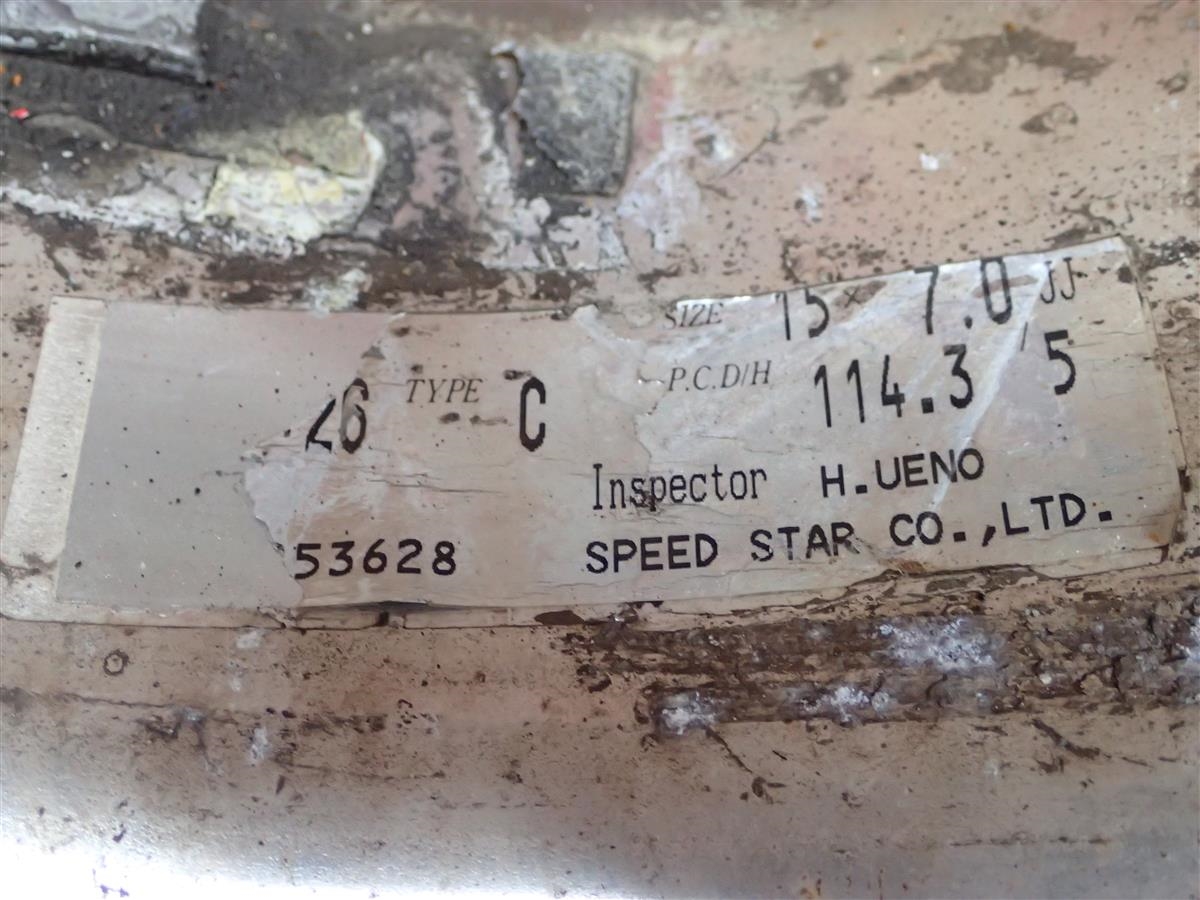 SIZE 15 × 7.0 JJ
26 TYPE C P.C.D/H 114.3/5
Inspector H.UENO
53628 SPEED STAR CO.,LTD.